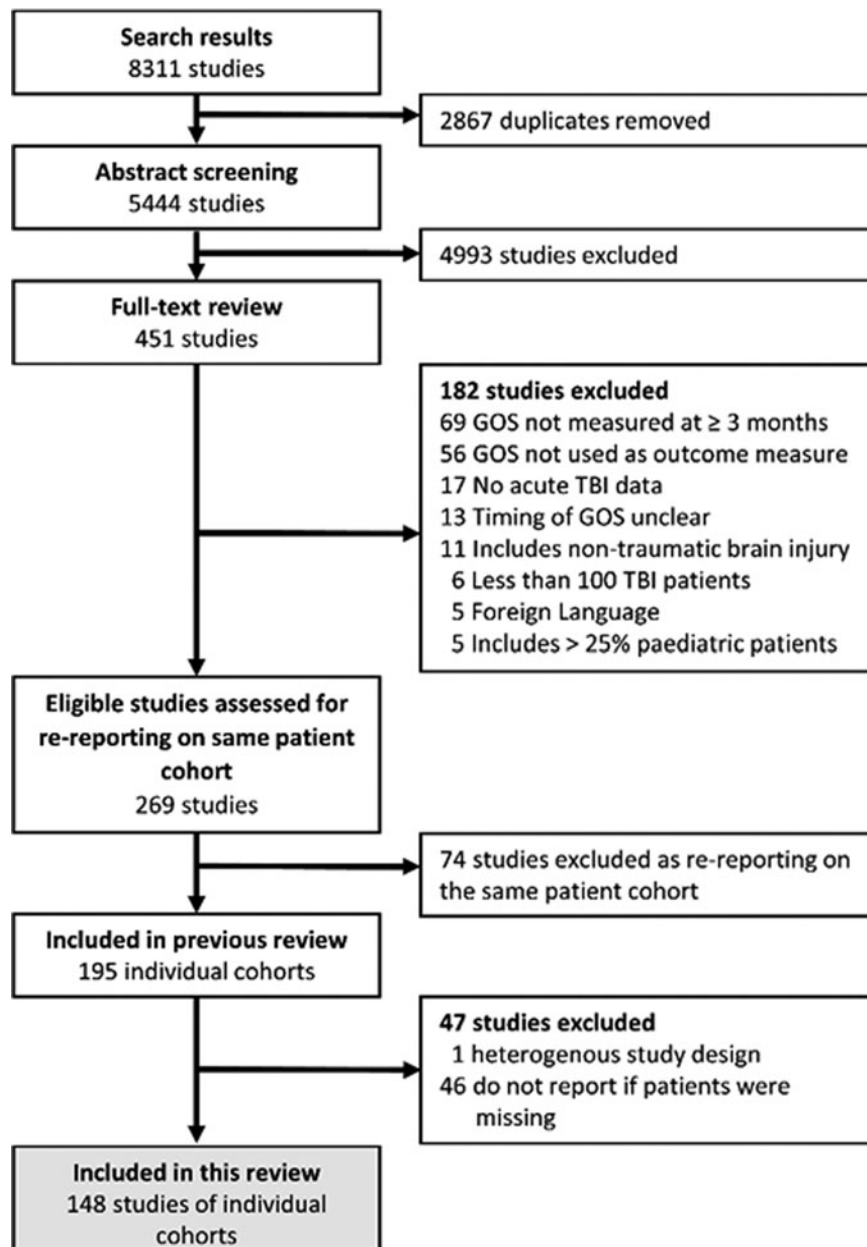 Search results
8311 studies
2867 duplicates removed
Abstract screening
5444 studies
4993 studies excluded
Full-text review
451 studies
182 studies excluded
69 GOS not measured at ≥ 3 months
56 GOS not used as outcome measure
17 No acute TBI data
13 Timing of GOS unclear
11 Includes non-traumatic brain injury
6 Less than 100 TBI patients
5 Foreign Language
5 Includes > 25% paediatric patients
Eligible studies assessed for
re-reporting on same patient
cohort
269 studies
74 studies excluded as re-reporting on
the same patient cohort
Included in previous review
195 individual cohorts
47 studies excluded
1 heterogenous study design
46 do not report if patients were
missing
Included in this review
148 studies of individual
cohorts